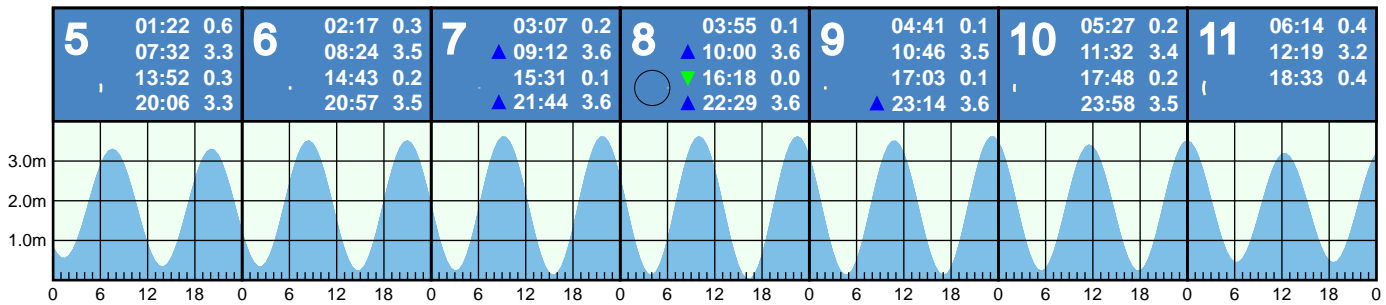 5 01:22 0.6
07:32 3.3
13:52 0.3
20:06 3.3
6 02:17 0.3
08:24 3.5
14:43 0.2
20:57 3.5
7 03:07 0.2
▲ 09:12 3.6
15:31 0.1
▲ 21:44 3.6
8 03:55 0.1
▲ 10:00 3.6
▼ 16:18 0.0
▲ 22:29 3.6
9 04:41 0.1
10:46 3.5
17:03 0.1
▲ 23:14 3.6
10 05:27 0.2
11:32 3.4
17:48 0.2
23:58 3.5
11 06:14 0.4
12:19 3.2
18:33 0.4
3.0m
2.0m
1.0m
0 6 12 18 0 6 12 18 0 6 12 18 0 6 12 18 0 6 12 18 0 6 12 18 0 6 12 18 0